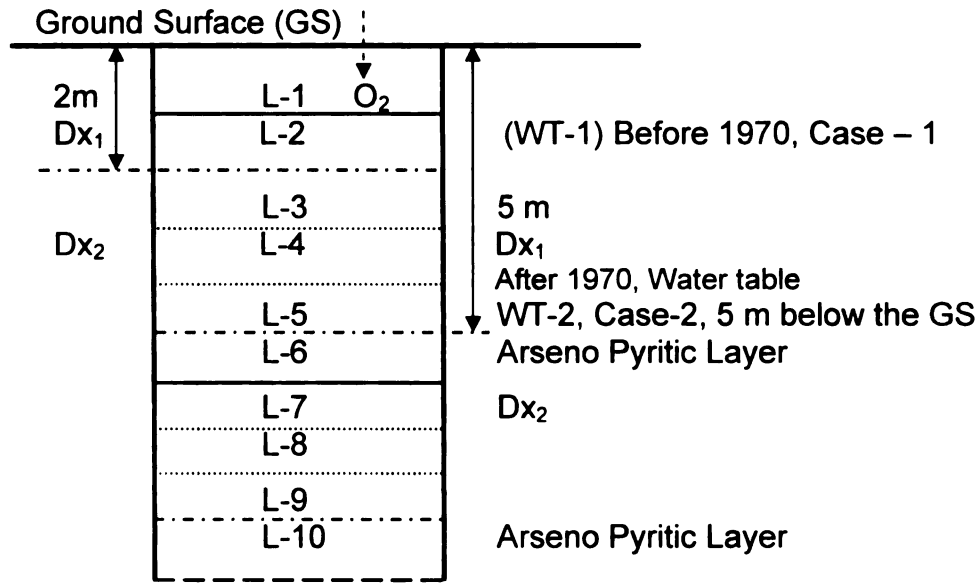 Ground Surface (GS)
2m L-1 O₂
Dx₁ L-2 (WT-1) Before 1970, Case – 1
L-3 5 m
Dx₂ L-4 Dx₁
After 1970, Water table
L-5 WT-2, Case-2, 5 m below the GS
L-6 Arseno Pyritic Layer
L-7 Dx₂
L-8
L-9
L-10 Arseno Pyritic Layer